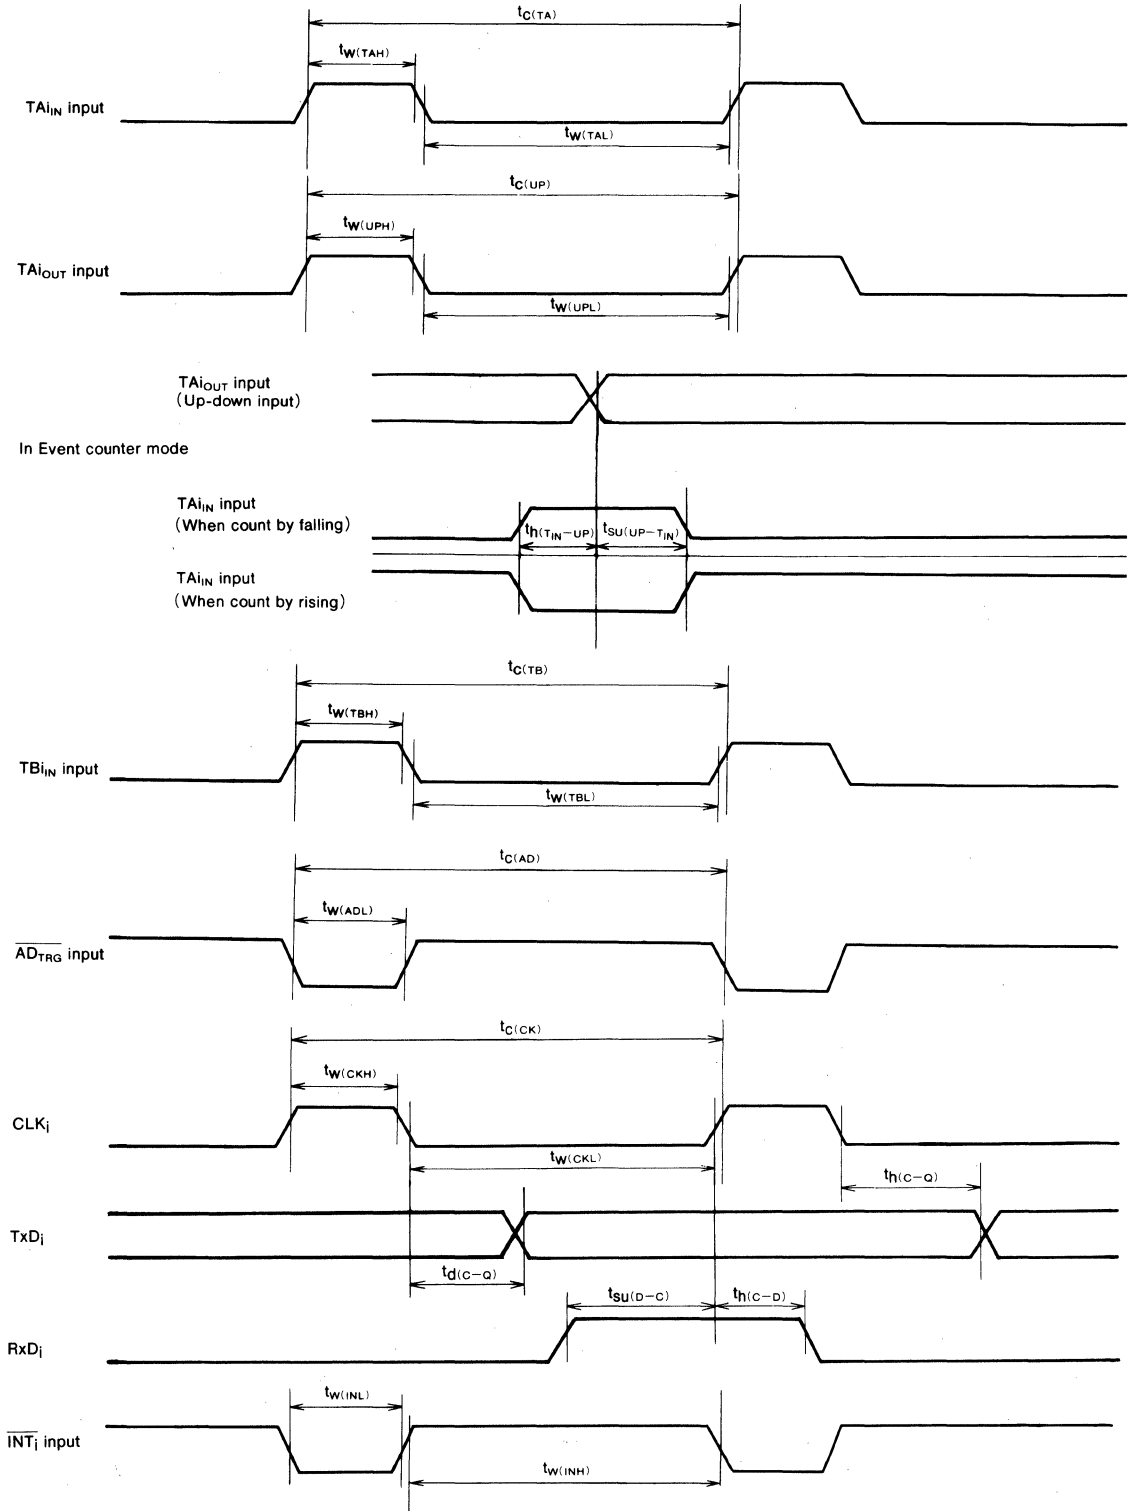 tC(TA)
tW(TAH)
TAiIN input
tW(TAL)
tC(UP)
tW(UPH)
TAiOUT input
tW(UPL)
TAiOUT input
(Up-down input)
In Event counter mode
TAiIN input
(When count by falling)
th(TIN−UP) tSU(UP−TIN)
TAiIN input
(When count by rising)
tC(TB)
tW(TBH)
TBiIN input
tW(TBL)
tC(AD)
tW(ADL)
A̅D̅T̅R̅G̅ input
tC(CK)
tW(CKH)
CLKi
tW(CKL)
th(C−Q)
TxDi
td(C−Q)
tSU(D−C) th(C−D)
RxDi
tW(INL)
I̅N̅T̅i̅ input
tW(INH)